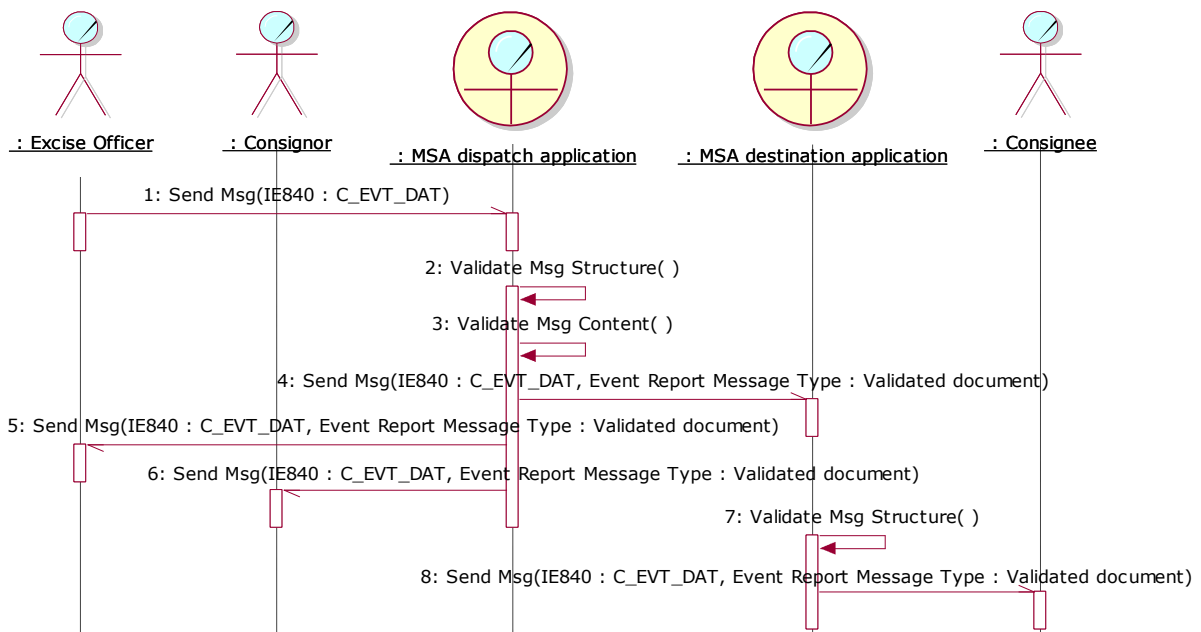 : Excise Officer
: Consignor
: MSA dispatch application
: MSA destination application
: Consignee
1: Send Msg(IE840 : C_EVT_DAT)
2: Validate Msg Structure( )
3: Validate Msg Content( )
4: Send Msg(IE840 : C_EVT_DAT, Event Report Message Type : Validated document)
5: Send Msg(IE840 : C_EVT_DAT, Event Report Message Type : Validated document)
6: Send Msg(IE840 : C_EVT_DAT, Event Report Message Type : Validated document)
7: Validate Msg Structure( )
8: Send Msg(IE840 : C_EVT_DAT, Event Report Message Type : Validated document)